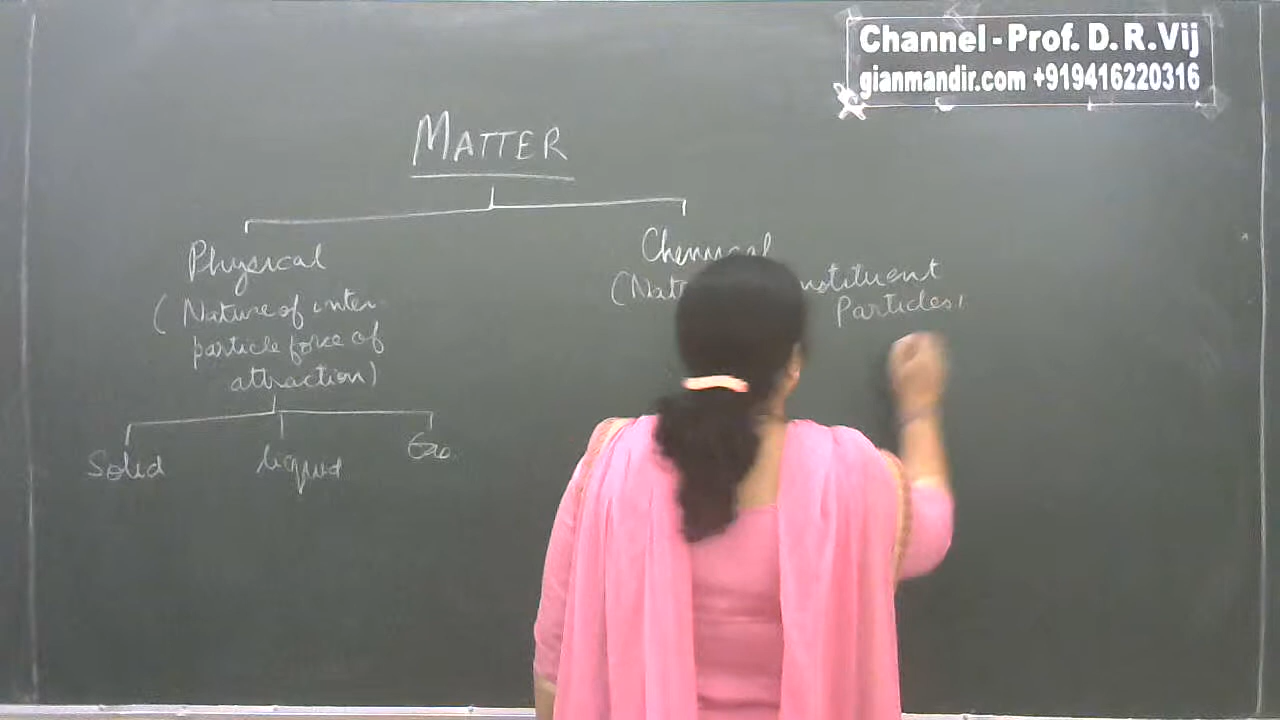 Channel - Prof. D. R. Vij
gianmandir.com +919416220316
MATTER
Physical
(Nature of inter
particle force of
attraction)
Solid liquid Gas
Chemical
(Nat nstituent
Particles,